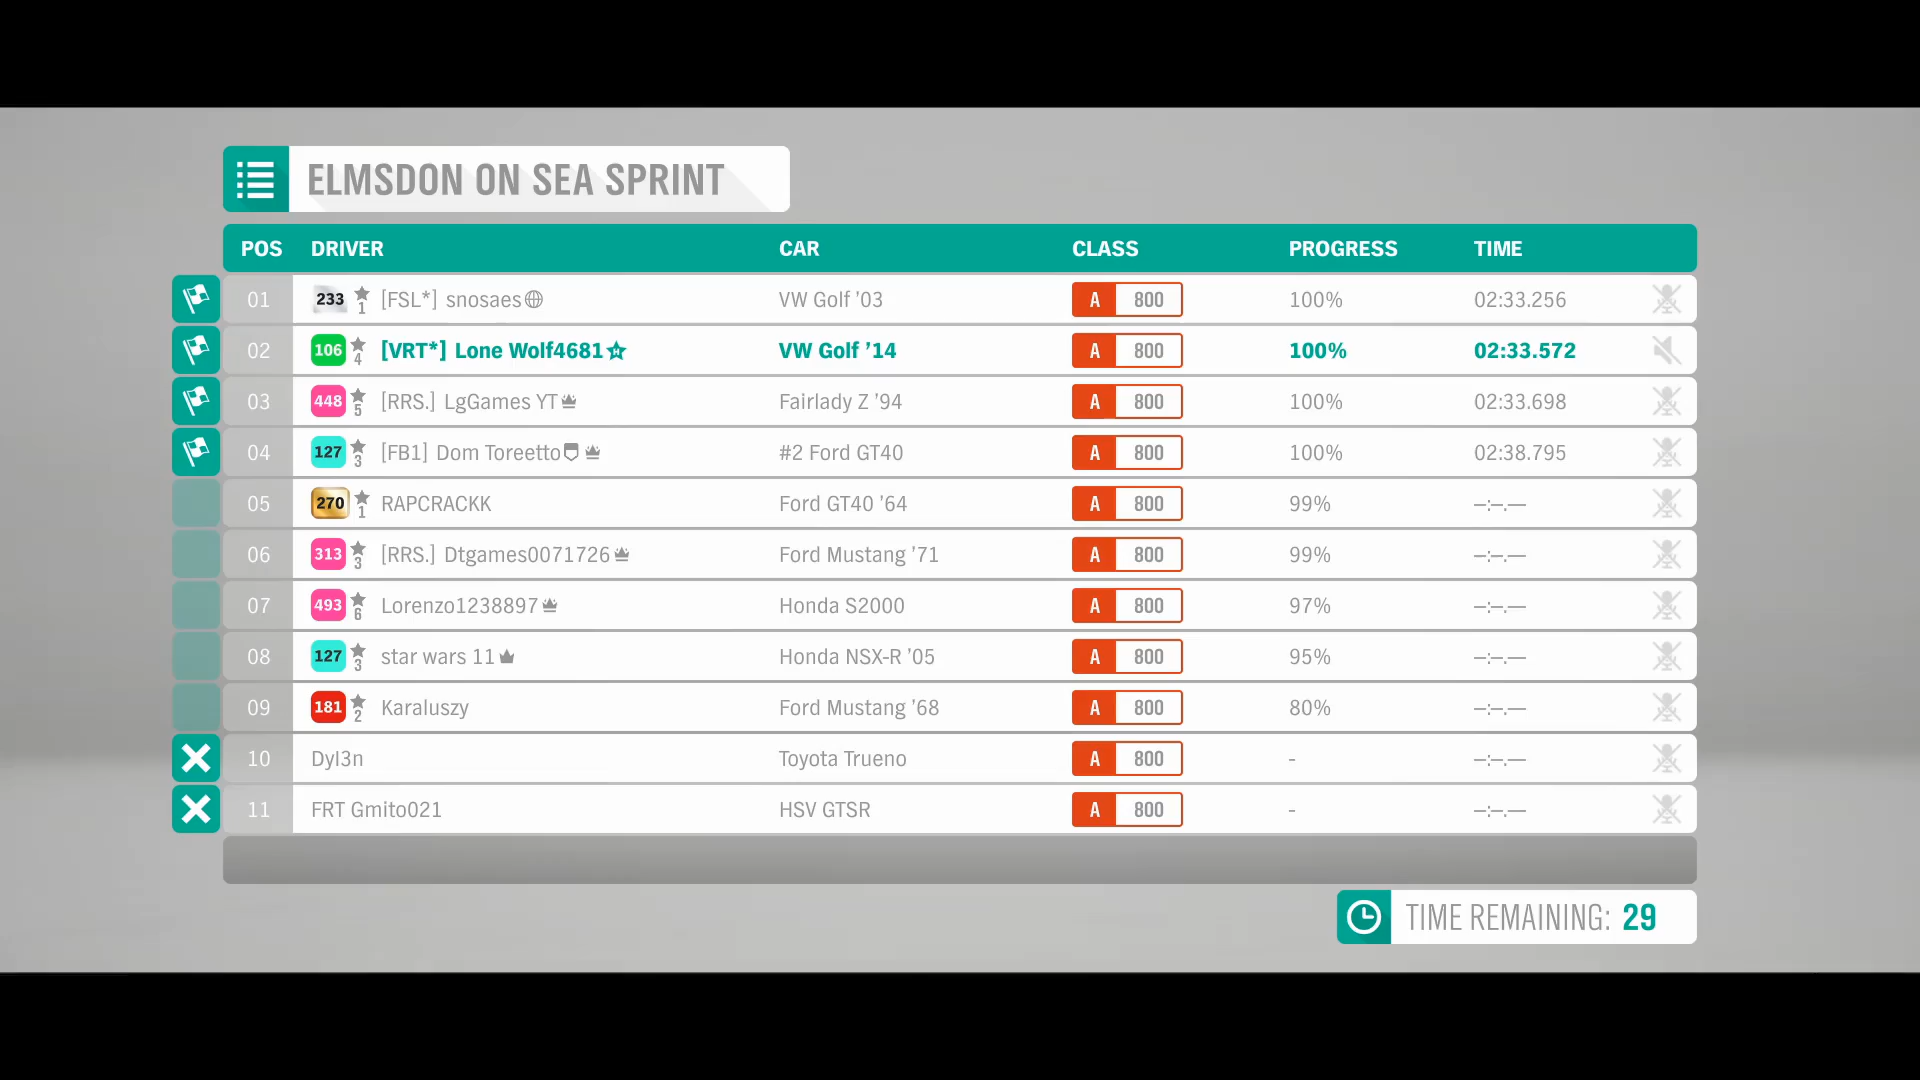 ELMSDON ON SEA SPRINT
POS DRIVER CAR CLASS PROGRESS TIME
01 233 1 [FSL*] snosaes VW Golf ’03 A 800 100% 02:33.256
02 106 4 [VRT*] Lone Wolf4681 VW Golf ’14 A 800 100% 02:33.572
03 448 5 [RRS.] LgGames YT Fairlady Z ’94 A 800 100% 02:33.698
04 127 3 [FB1] Dom Toreetto #2 Ford GT40 A 800 100% 02:38.795
05 270 1 RAPCRACKK Ford GT40 ’64 A 800 99% –:–.––
06 313 3 [RRS.] Dtgames0071726 Ford Mustang ’71 A 800 99% –:–.––
07 493 6 Lorenzo1238897 Honda S2000 A 800 97% –:–.––
08 127 3 star wars 11 Honda NSX-R ’05 A 800 95% –:–.––
09 181 2 Karaluszy Ford Mustang ’68 A 800 80% –:–.––
10 Dyl3n Toyota Trueno A 800 - –:–.––
11 FRT Gmito021 HSV GTSR A 800 - –:–.––
TIME REMAINING: 29